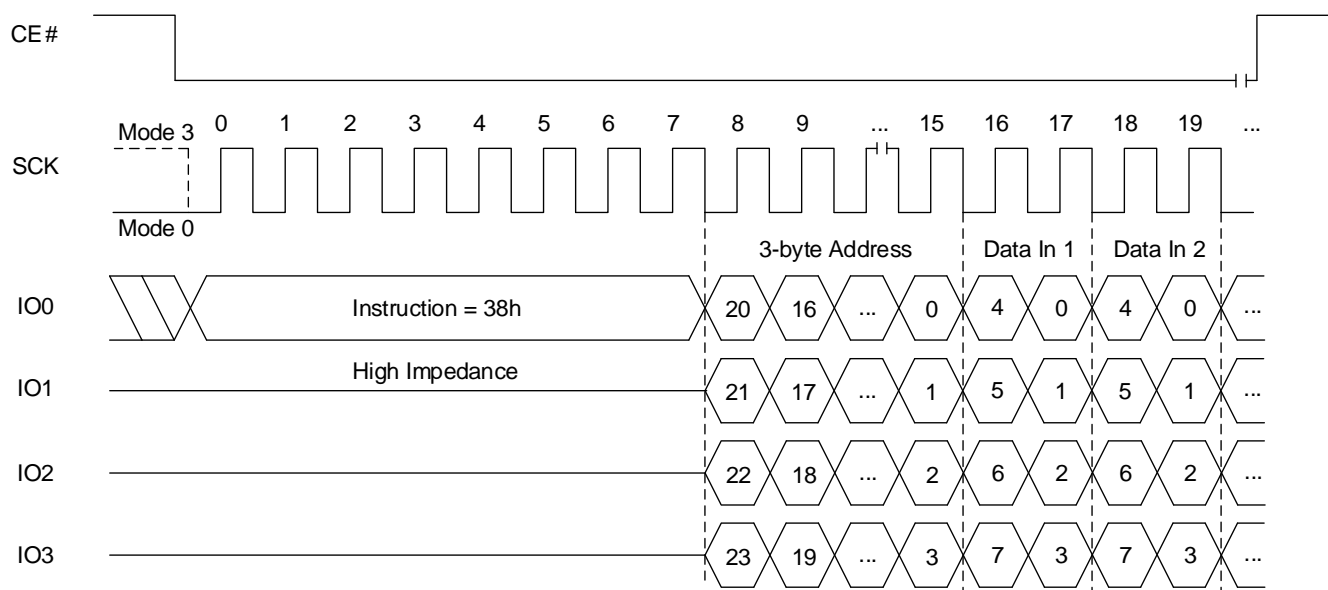 CE#
Mode 3 0 1 2 3 4 5 6 7 8 9 ... 15 16 17 18 19 ...
SCK
Mode 0
3-byte Address Data In 1 Data In 2
IO0 Instruction = 38h 20 16 ... 0 4 0 4 0 ...
High Impedance
IO1 21 17 ... 1 5 1 5 1 ...
IO2 22 18 ... 2 6 2 6 2 ...
IO3 23 19 ... 3 7 3 7 3 ...